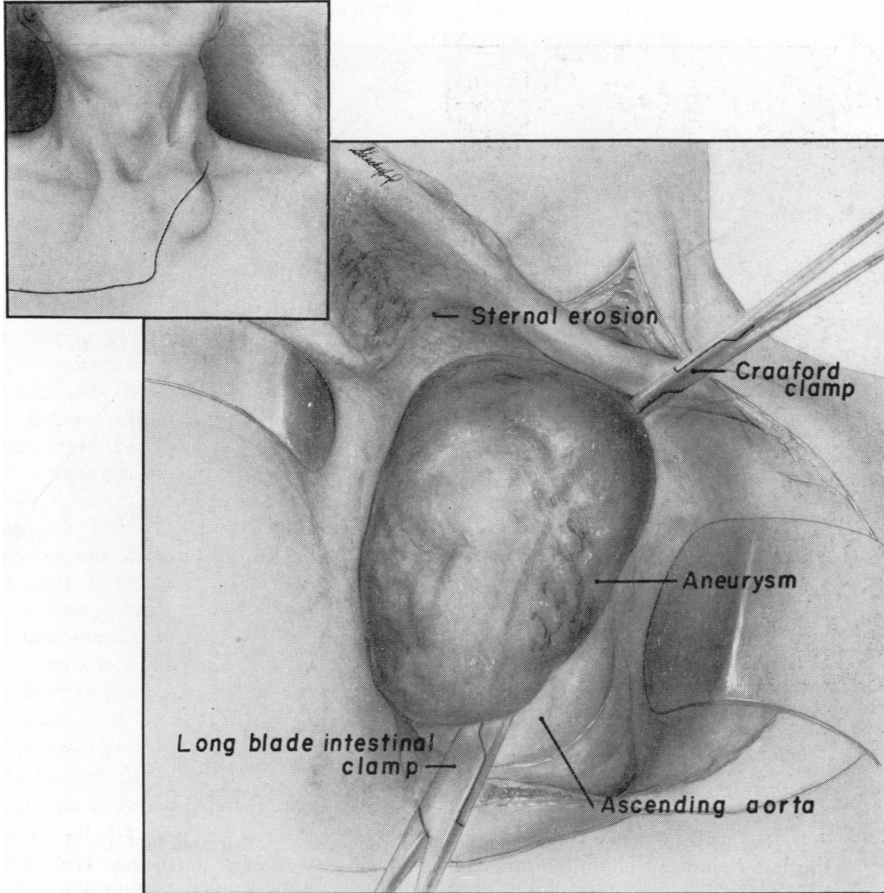 Sternal erosion
Craaford
clamp
Aneurysm
Long blade intestinal
clamp
Ascending aorta